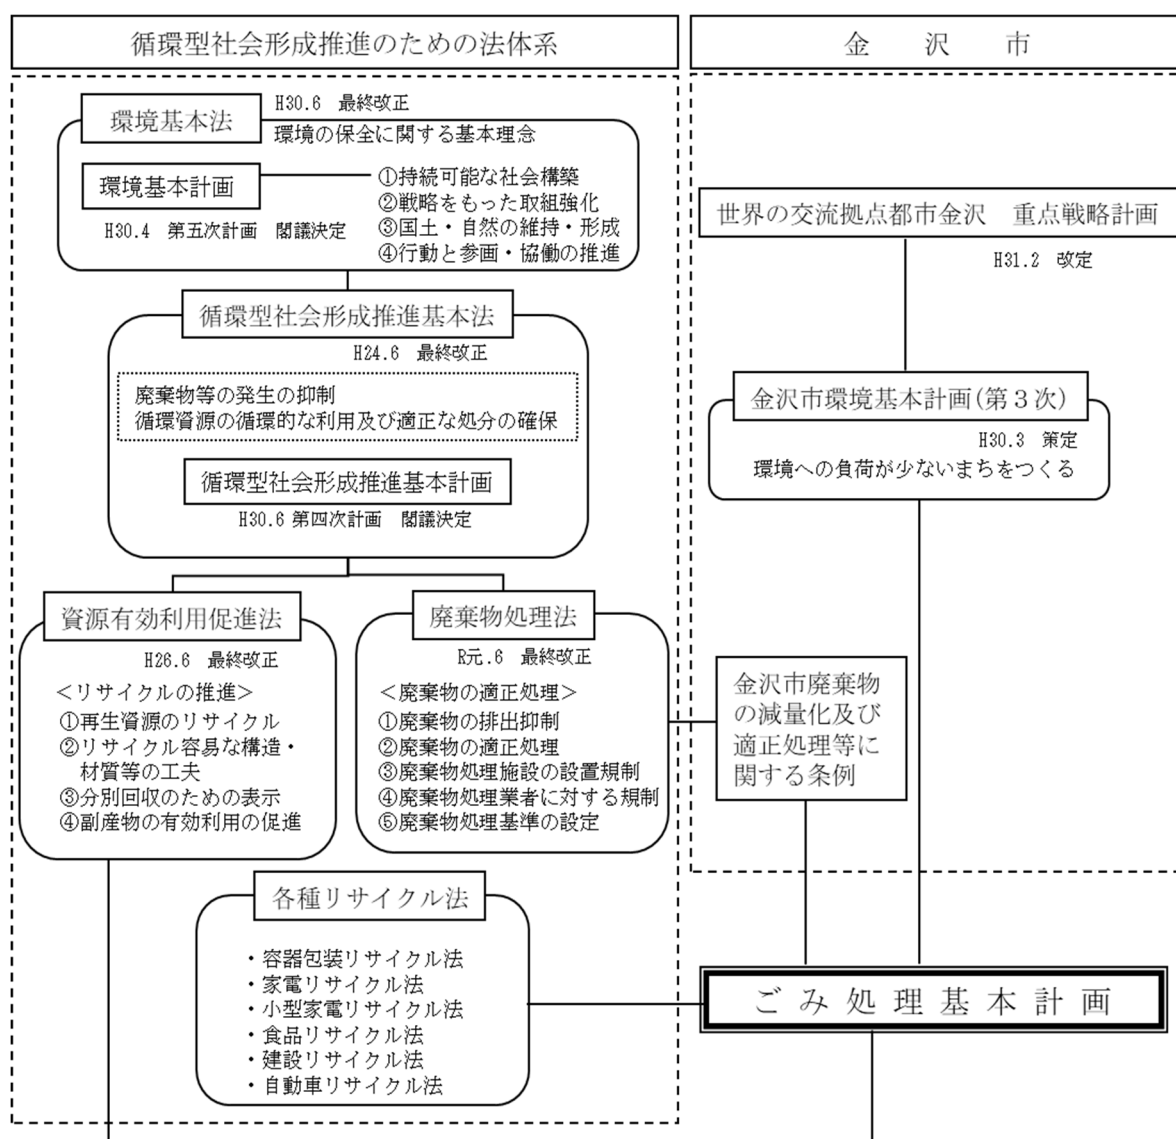 循環型社会形成推進のための法体系
環境基本法
H30.6 最終改正
環境の保全に関する基本理念
環境基本計画
H30.4 第五次計画 閣議決定
①持続可能な社会構築
②戦略をもった取組強化
③国土・自然の維持・形成
④行動と参画・協働の推進
循環型社会形成推進基本法
H24.6 最終改正
廃棄物等の発生の抑制
循環資源の循環的な利用及び適正な処分の確保
循環型社会形成推進基本計画
H30.6 第四次計画 閣議決定
資源有効利用促進法
H26.6 最終改正
＜リサイクルの推進＞
①再生資源のリサイクル
②リサイクル容易な構造・
材質等の工夫
③分別回収のための表示
④副産物の有効利用の促進
廃棄物処理法
R元.6 最終改正
＜廃棄物の適正処理＞
①廃棄物の排出抑制
②廃棄物の適正処理
③廃棄物処理施設の設置規制
④廃棄物処理業者に対する規制
⑤廃棄物処理基準の設定
各種リサイクル法
・容器包装リサイクル法
・家電リサイクル法
・小型家電リサイクル法
・食品リサイクル法
・建設リサイクル法
・自動車リサイクル法
金 沢 市
世界の交流拠点都市金沢 重点戦略計画
H31.2 改定
金沢市環境基本計画(第３次)
H30.3 策定
環境への負荷が少ないまちをつくる
金沢市廃棄物
の減量化及び
適正処理等に
関する条例
ごみ処理基本計画